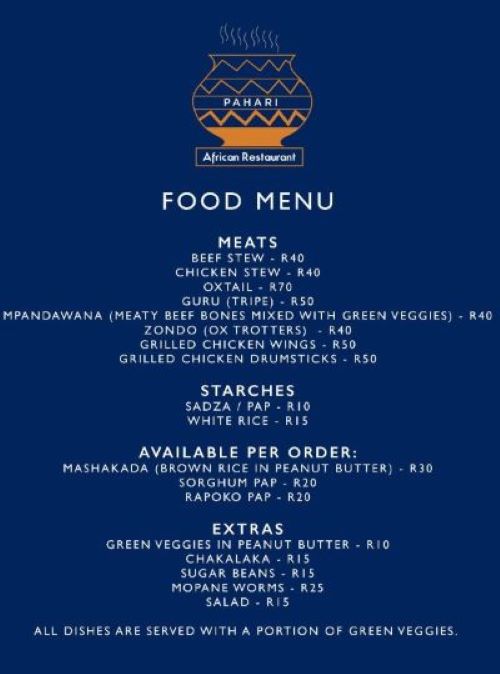 PAHARI
African Restaurant
FOOD MENU
MEATS
BEEF STEW - R40
CHICKEN STEW - R40
OXTAIL - R70
GURU (TRIPE) - R50
MPANDAWANA (MEATY BEEF BONES MIXED WITH GREEN VEGGIES) - R40
ZONDO (OX TROTTERS) - R40
GRILLED CHICKEN WINGS - R50
GRILLED CHICKEN DRUMSTICKS - R50
STARCHES
SADZA / PAP - R10
WHITE RICE - R15
AVAILABLE PER ORDER:
MASHAKADA (BROWN RICE IN PEANUT BUTTER) - R30
SORGHUM PAP - R20
RAPOKO PAP - R20
EXTRAS
GREEN VEGGIES IN PEANUT BUTTER - R10
CHAKALAKA - R15
SUGAR BEANS - R15
MOPANE WORMS - R25
SALAD - R15
ALL DISHES ARE SERVED WITH A PORTION OF GREEN VEGGIES.